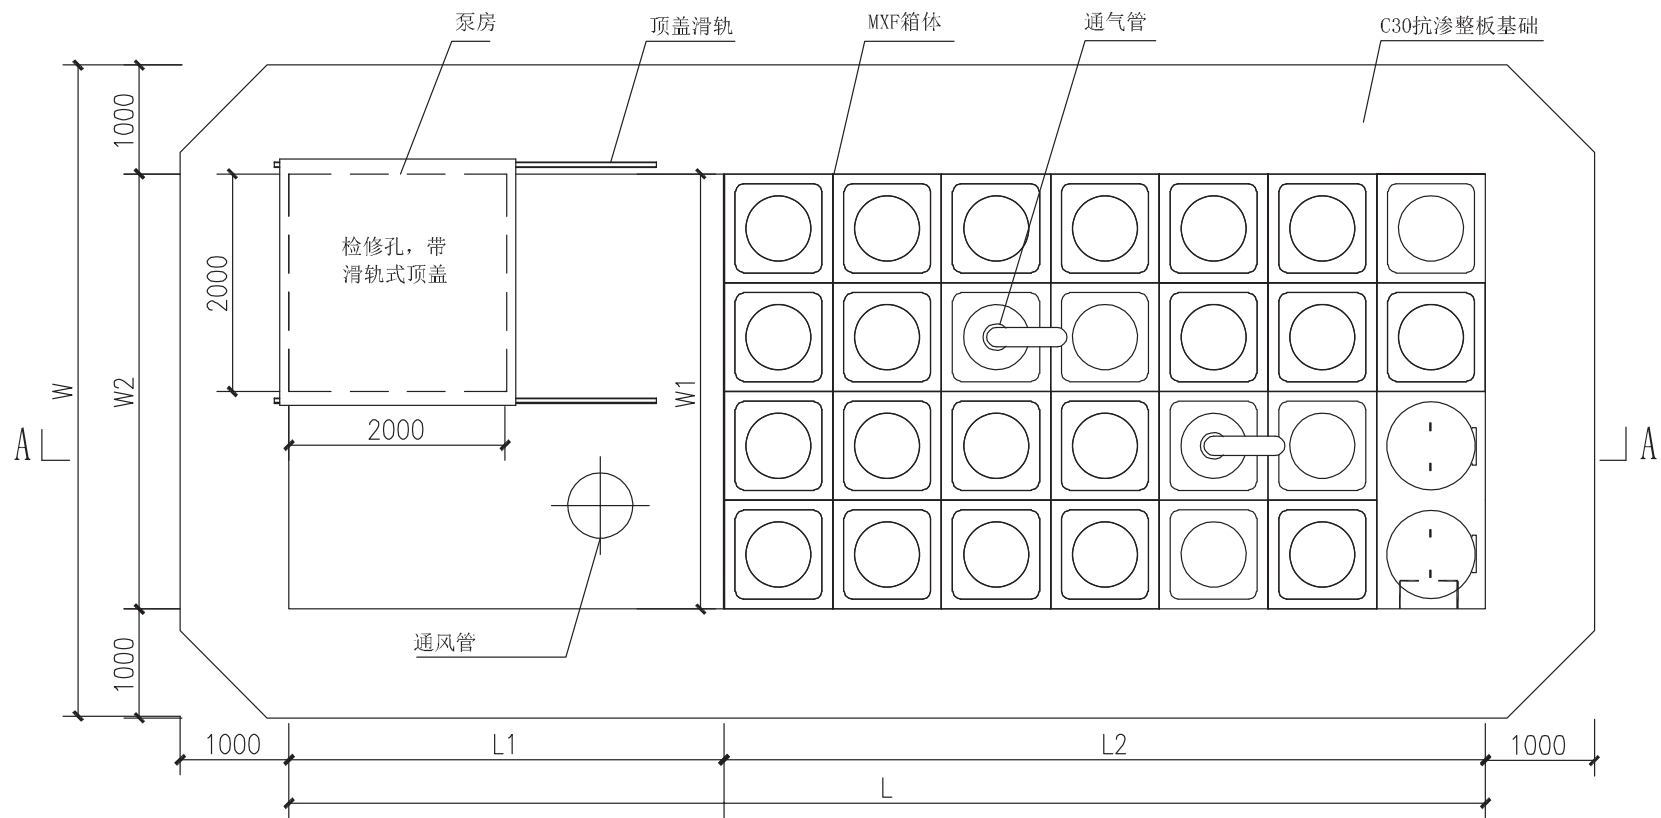 泵房
顶盖滑轨
MXF箱体
通气管
C30抗渗整板基础
1000
检修孔，带
滑轨式顶盖
2000
W
W2
W1
2000
A
A
通风管
1000
1000
L1
L2
1000
L